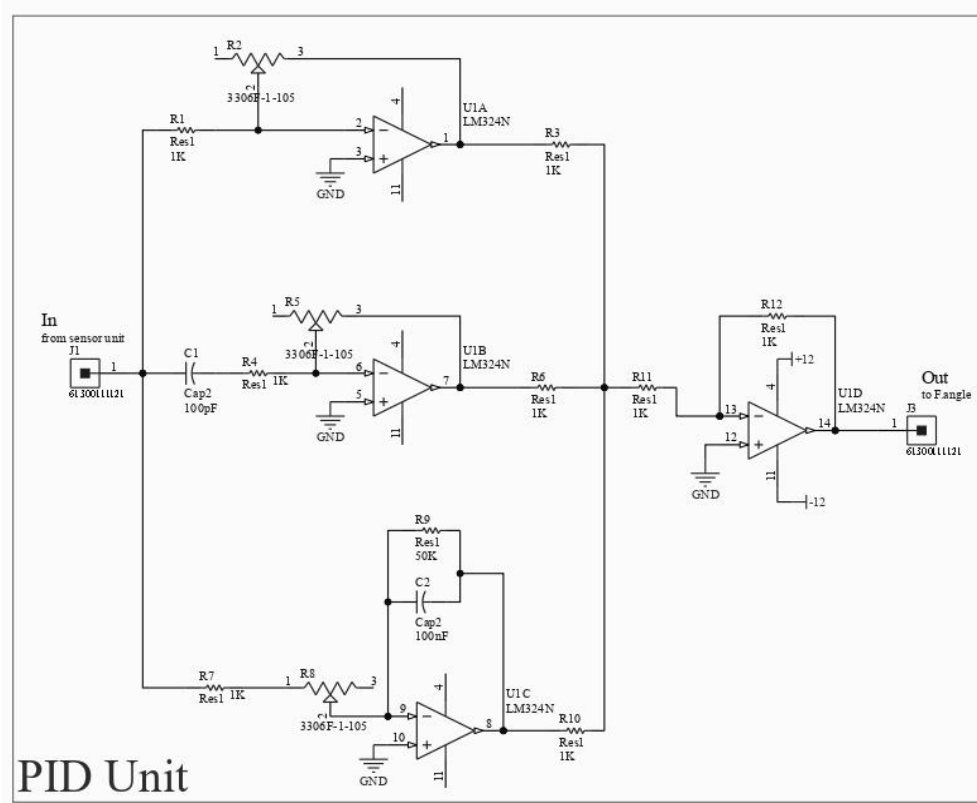 1
R2
3
2
3306F-1-105
R1
Res1
1K
2
3
GND
4
11
1
U1A
LM324N
R3
Res1
1K
In
from sensor unit
J1
1
61300111121
C1
Cap2
100pF
R4
Res1
1K
1
R5
3
2
3306F-1-105
6
5
GND
4
11
7
U1B
LM324N
R6
Res1
1K
R11
Res1
1K
R12
Res1
1K
13
12
GND
4
+12
11
-12
14
U1D
LM324N
Out
to F.angle
1
J3
61300111121
R9
Res1
50K
C2
Cap2
100nF
R7
Res1
1K
1
R8
3
2
3306F-1-105
9
10
GND
4
11
8
U1C
LM324N
R10
Res1
1K
PID Unit